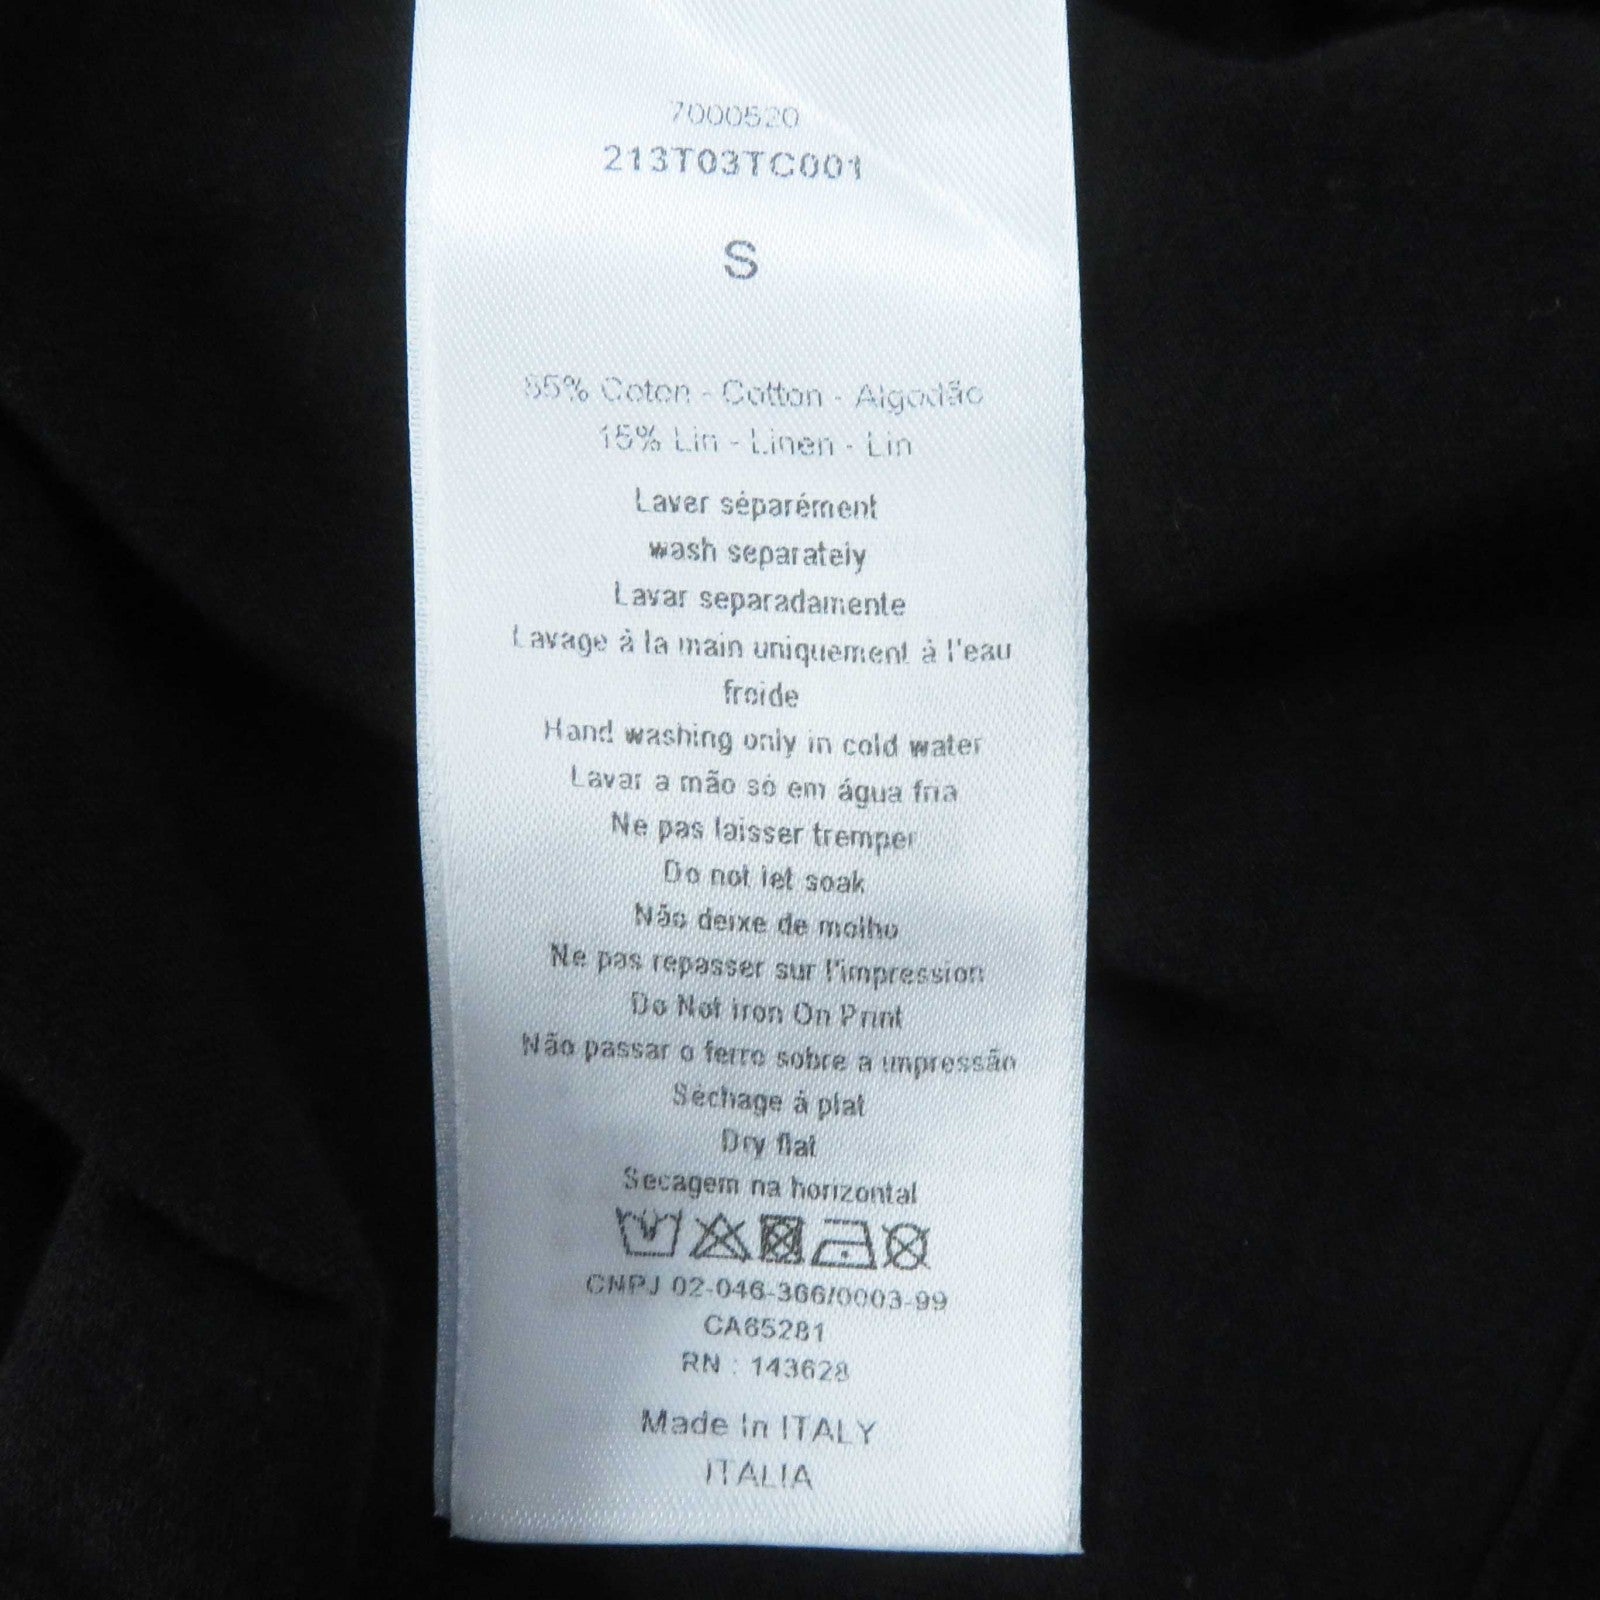 7000520
213T03TC001
S
85% Coton - Cotton - Algodão
15% Lin - Linen - Lin
Laver séparément
wash separately
Lavar separadamente
Lavage à la main uniquement à l'eau
froide
Hand washing only in cold water
Lavar a mão só em água fria
Ne pas laisser tremper
Do not let soak
Não deixe de molho
Ne pas repasser sur l'impression
Do Not iron On Print
Não passar o ferro sobre a impressão
Séchage à plat
Dry flat
Secagem na horizontal
CNPJ 02-046-366/0003-99
CA65281
RN : 143628
Made In ITALY
ITALIA